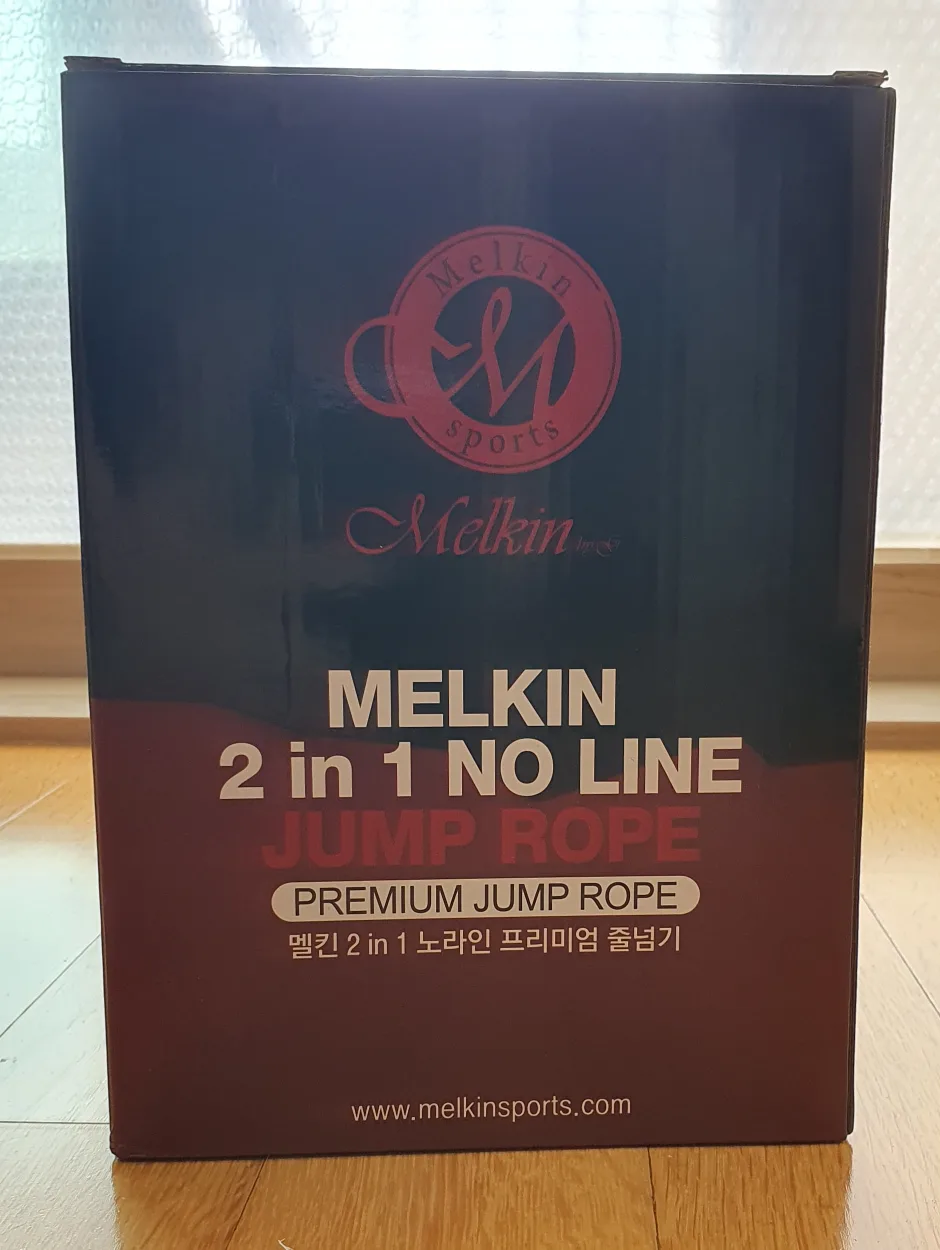 Melkin
M
sports
Melkin by G
MELKIN
2 in 1 NO LINE
JUMP ROPE
PREMIUM JUMP ROPE
멜킨 2 in 1 노라인 프리미엄 줄넘기
www.melkinsports.com